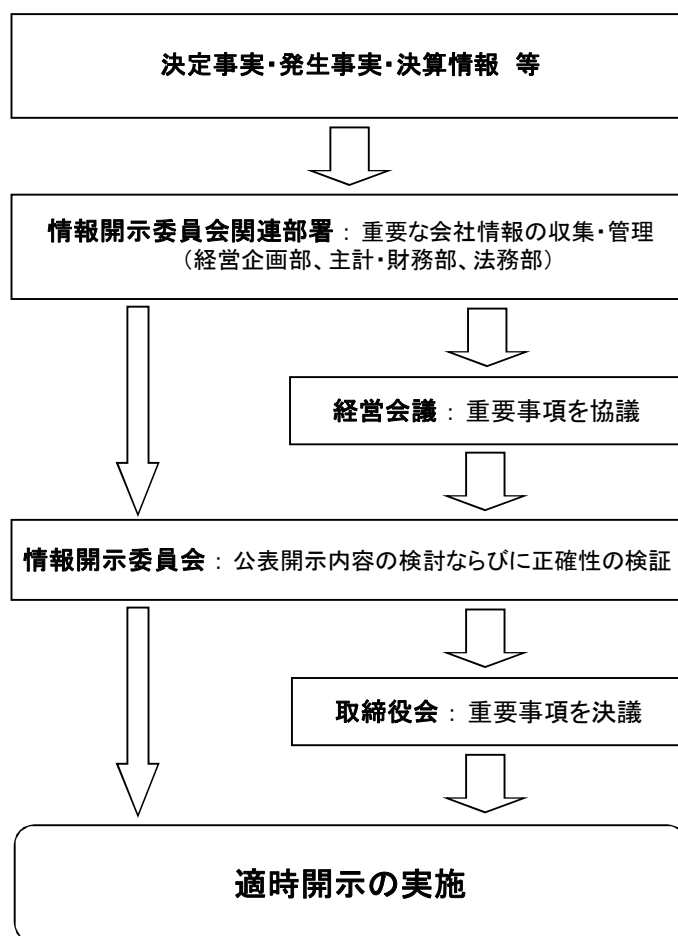 決定事実・発生事実・決算情報 等
情報開示委員会関連部署 : 重要な会社情報の収集・管理
(経営企画部、主計・財務部、法務部)
経営会議 : 重要事項を協議
情報開示委員会 : 公表開示内容の検討ならびに正確性の検証
取締役会 : 重要事項を決議
適時開示の実施